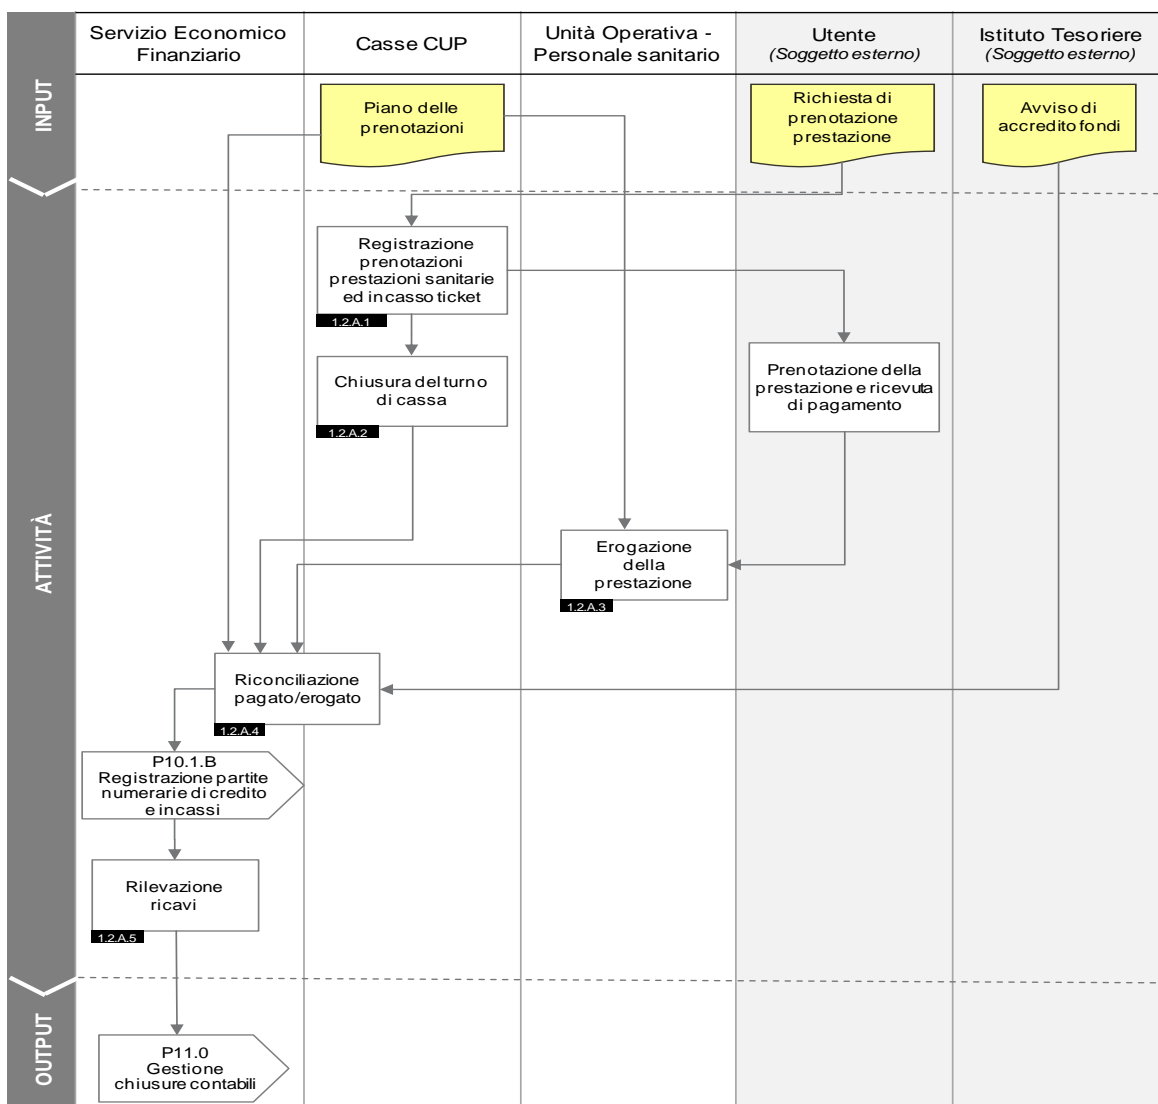 Servizio Economico
Finanziario
Casse CUP
Unità Operativa -
Personale sanitario
Utente
(Soggetto esterno)
Istituto Tesoriere
(Soggetto esterno)
INPUT
Piano delle
prenotazioni
Richiesta di
prenotazione
prestazione
Avviso di
accredito fondi
ATTIVITÀ
Registrazione
prenotazioni
prestazioni sanitarie
ed incasso ticket
1.2.A.1
Chiusura del turno
di cassa
1.2.A.2
Prenotazione della
prestazione e ricevuta
di pagamento
Erogazione
della
prestazione
1.2.A.3
Riconciliazione
pagato/erogato
1.2.A.4
P10.1.B
Registrazione partite
numerarie di credito
e incassi
Rilevazione
ricavi
1.2.A.5
OUTPUT
P11.0
Gestione
chiusure contabili